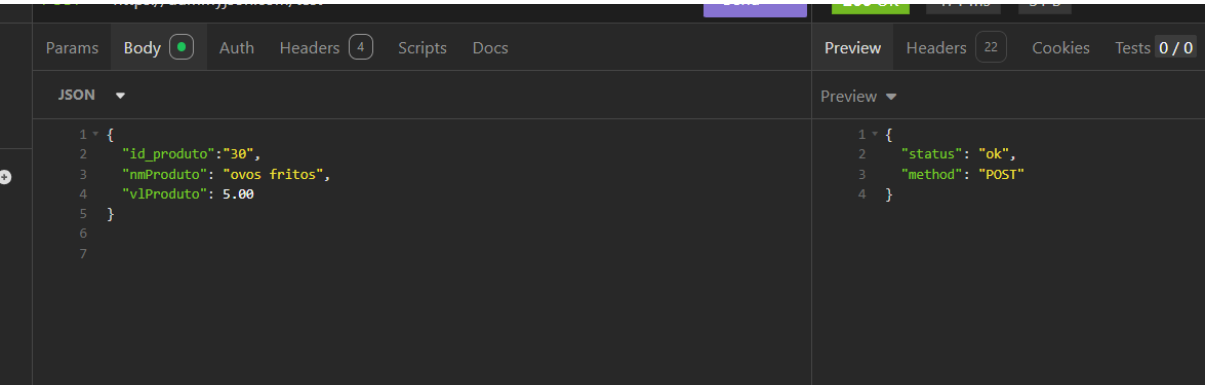 Params Body Auth Headers 4 Scripts Docs
JSON
1 {
2 "id_produto":"30",
3 "nmProduto": "ovos fritos",
4 "vlProduto": 5.00
5 }
6
7
Preview Headers 22 Cookies Tests 0 / 0
Preview
1 {
2 "status": "ok",
3 "method": "POST"
4 }